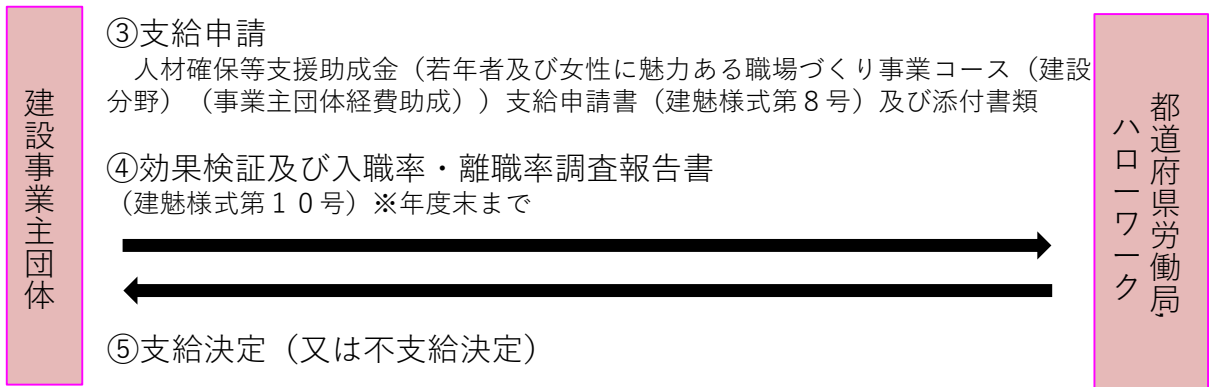 建設事業主団体
③支給申請
人材確保等支援助成金（若年者及び女性に魅力ある職場づくり事業コース（建設
分野）（事業主団体経費助成））支給申請書（建魅様式第８号）及び添付書類
④効果検証及び入職率・離職率調査報告書
（建魅様式第１０号）※年度末まで
⑤支給決定（又は不支給決定）
都道府県労働局・
ハローワーク